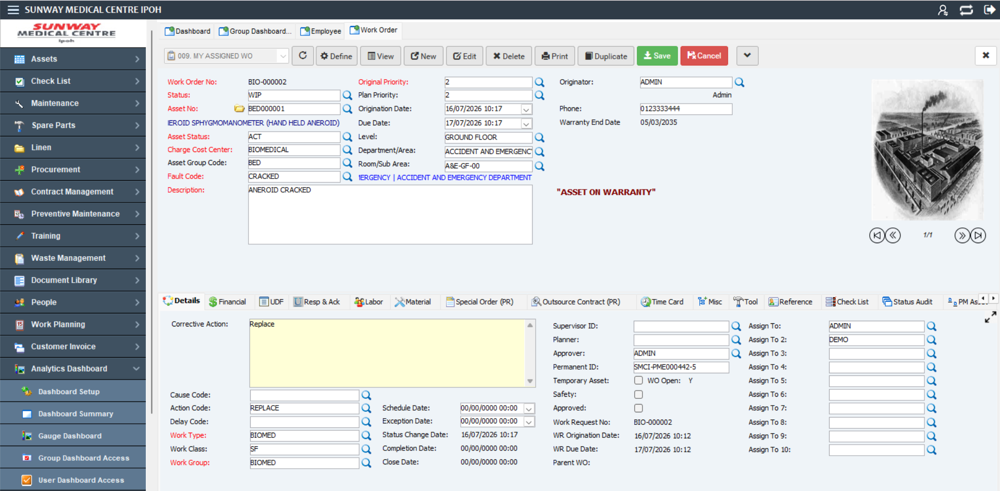 SUNWAY MEDICAL CENTRE IPOH
SUNWAY
MEDICAL CENTRE
Ipoh
Assets
Check List
Maintenance
Spare Parts
Linen
Procurement
Contract Management
Preventive Maintenance
Training
Waste Management
Document Library
People
Work Planning
Customer Invoice
Analytics Dashboard
Dashboard Setup
Dashboard Summary
Gauge Dashboard
Group Dashboard Access
User Dashboard Access
Dashboard Group Dashboard... Employee Work Order
009. MY ASSIGNED WO Define View New Edit Delete Print Duplicate Save Cancel
Work Order No: BIO-000002 Original Priority: 2 Originator: ADMIN
Status: WIP Plan Priority: 2 Admin
Asset No: BED000001 Origination Date: 16/07/2026 10:17 Phone: 0123333444
IEROID SPHYGMOMANOMETER (HAND HELD ANEROID) Due Date: 17/07/2026 10:17 Warranty End Date 05/03/2035
Asset Status: ACT Level: GROUND FLOOR
Charge Cost Center: BIOMEDICAL Department/Area: ACCIDENT AND EMERGENCY
Asset Group Code: BED Room/Sub Area: A&E-GF-00
Fault Code: CRACKED IERGENCY | ACCIDENT AND EMERGENCY DEPARTMENT
Description: ANEROID CRACKED
"ASSET ON WARRANTY"
1/1
Details Financial UDF Resp & Ack Labor Material Special Order (PR) Outsource Contract (PR) Time Card Misc Tool Reference Check List Status Audit PM As...
Corrective Action: Replace
Supervisor ID: Assign To: ADMIN
Planner: Assign To 2: DEMO
Approver: ADMIN Assign To 3:
Permanent ID: SMCI-PME000442-5 Assign To 4:
Temporary Asset: WO Open: Y Assign To 5:
Cause Code: Safety: Assign To 6:
Action Code: REPLACE Schedule Date: 00/00/0000 00:00 Approved: Assign To 7:
Delay Code: Exception Date: 00/00/0000 00:00 Work Request No: BIO-000002 Assign To 8:
Work Type: BIOMED Status Change Date: 16/07/2026 10:17 WR Origination Date: 16/07/2026 10:12 Assign To 9:
Work Class: SF Completion Date: 00/00/0000 00:00 WR Due Date: 17/07/2026 10:12 Assign To 10:
Work Group: BIOMED Close Date: 00/00/0000 00:00 Parent WO: